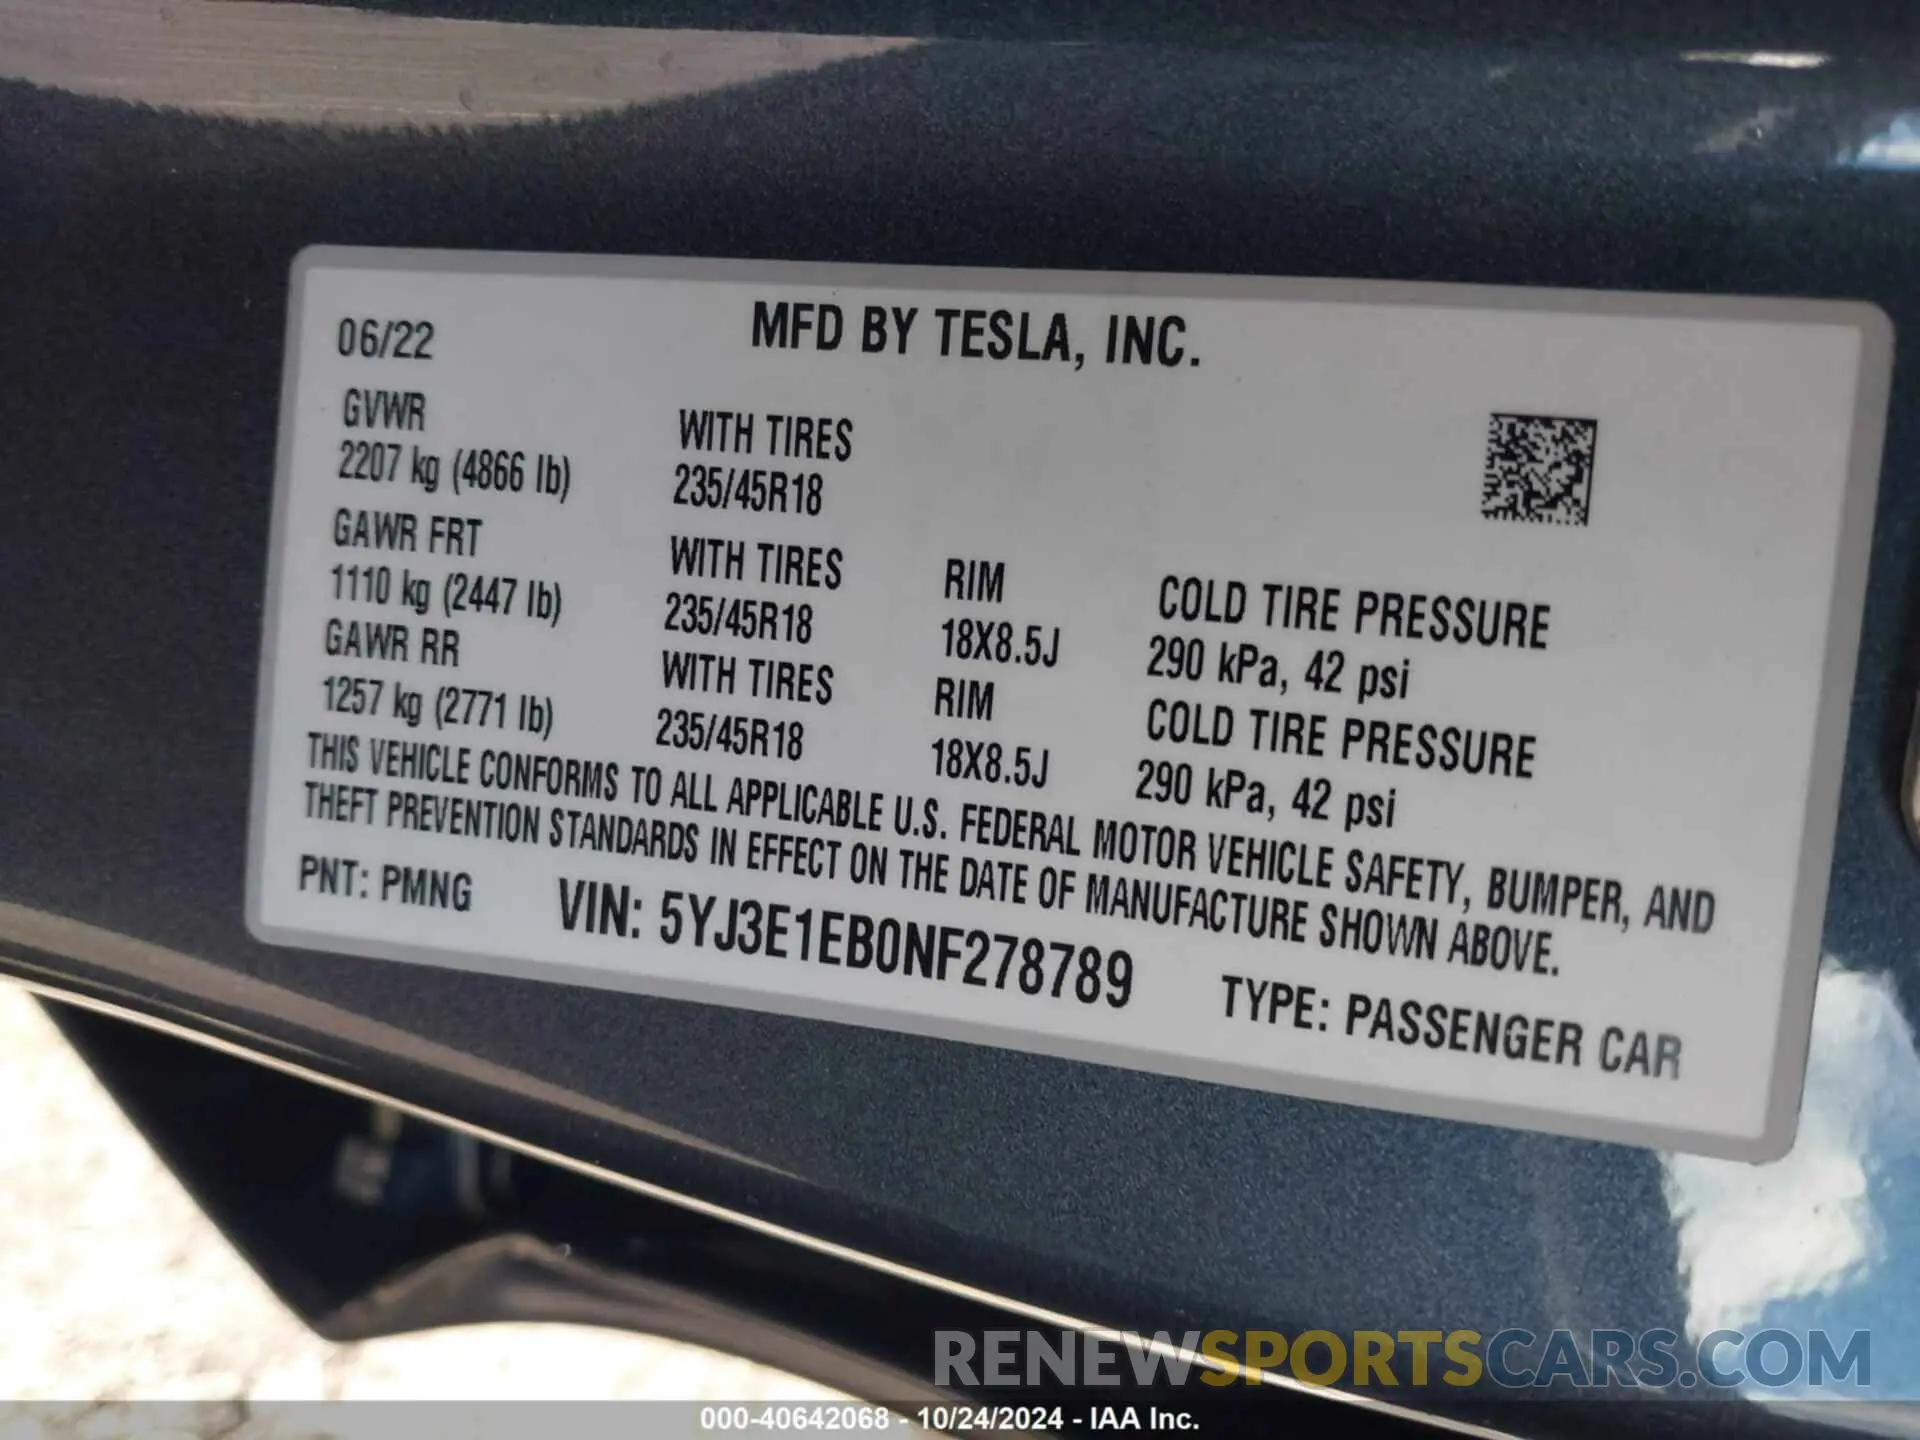 06/22
MFD BY TESLA, INC.
GVWR
2207 kg (4866 lb)
WITH TIRES
235/45R18
GAWR FRT
1110 kg (2447 lb)
WITH TIRES
235/45R18
RIM
18X8.5J
COLD TIRE PRESSURE
290 kPa, 42 psi
GAWR RR
1257 kg (2771 lb)
WITH TIRES
235/45R18
RIM
18X8.5J
COLD TIRE PRESSURE
290 kPa, 42 psi
THIS VEHICLE CONFORMS TO ALL APPLICABLE U.S. FEDERAL MOTOR VEHICLE SAFETY, BUMPER, AND
THEFT PREVENTION STANDARDS IN EFFECT ON THE DATE OF MANUFACTURE SHOWN ABOVE.
PNT: PMNG
VIN: 5YJ3E1EB0NF278789
TYPE: PASSENGER CAR
RENEWSPORTSCARS.COM
000-40642068 - 10/24/2024 - IAA Inc.